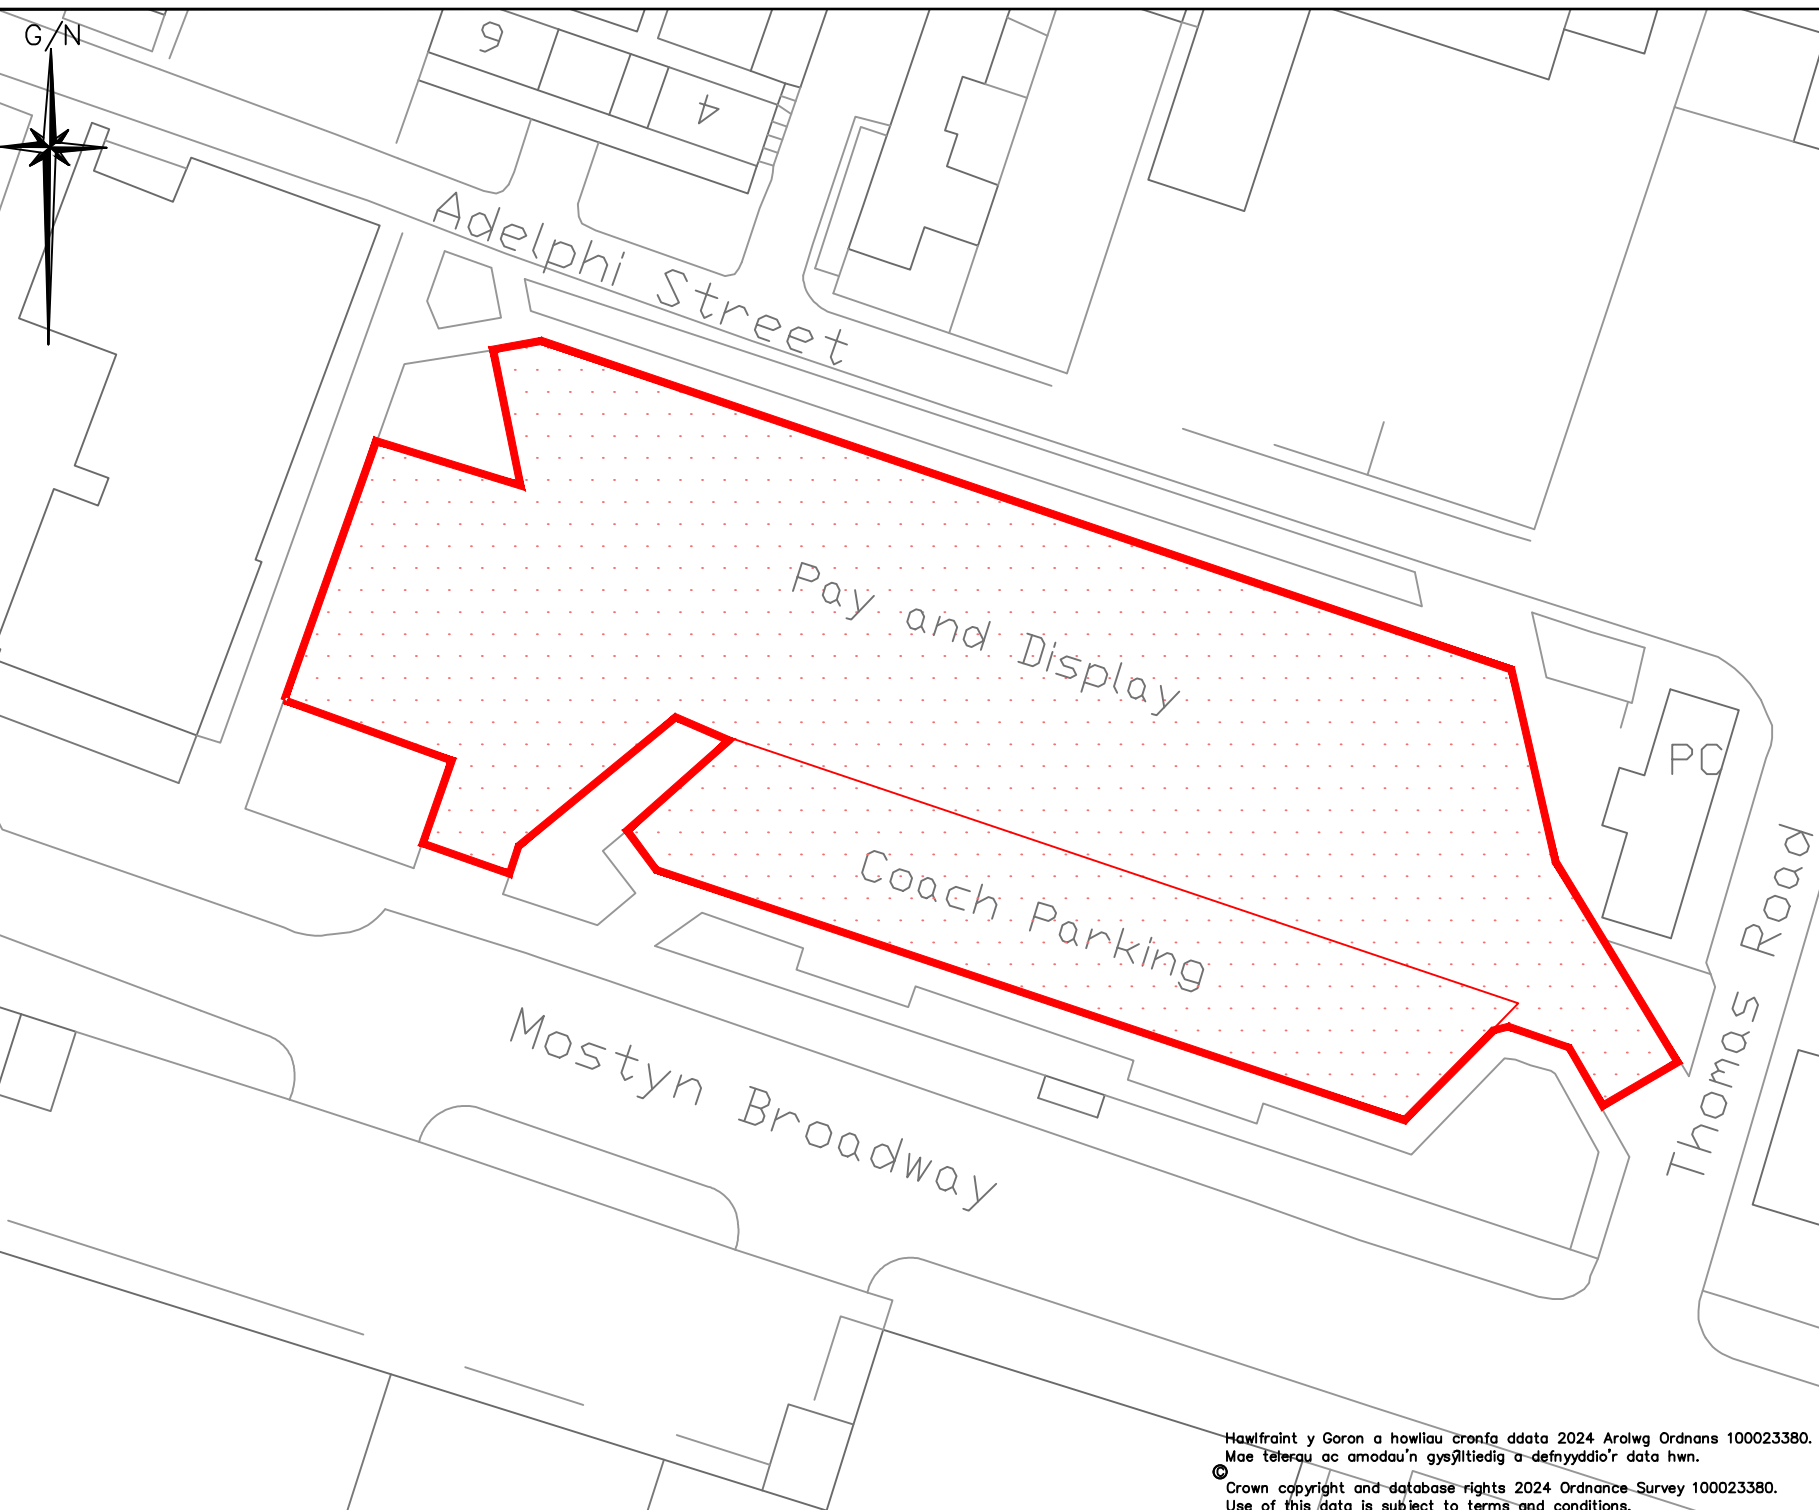 G/N
6
4
Adelphi Street
Pay and Display
PC
Coach Parking
Thomas Road
Mostyn Broadway
Hawlfraint y Goron a howliau cronfa ddata 2024 Arolwg Ordnans 100023380.
Mae telerau ac amodau'n gysylltiedig a defnyyddio'r data hwn.
©
Crown copyright and database rights 2024 Ordnance Survey 100023380.
Use of this data is subject to terms and conditions.